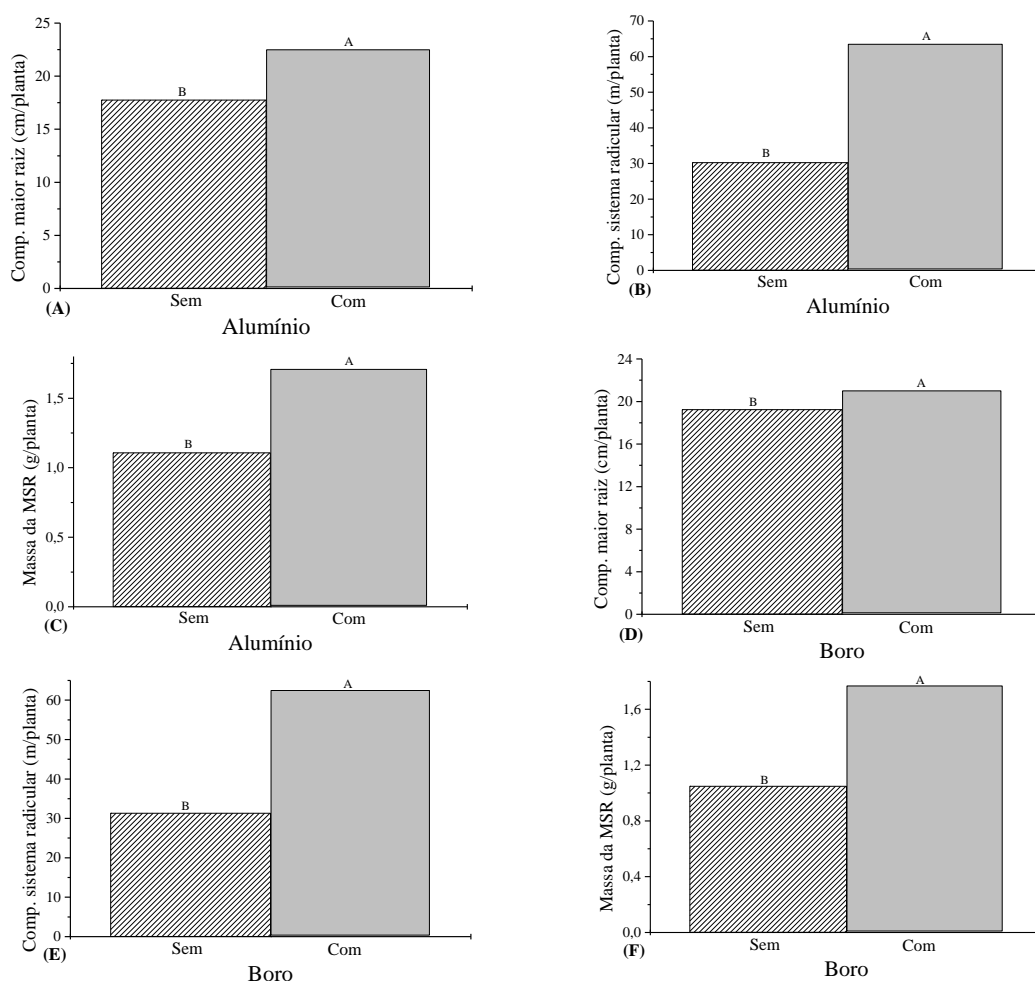 Comp. maior raiz (cm/planta)
25
20
15
10
5
0
B
A
Sem
Com
(A)
Alumínio
Comp. sistema radicular (m/planta)
70
60
50
40
30
20
10
0
B
A
Sem
Com
(B)
Alumínio
Massa da MSR (g/planta)
1,5
1,0
0,5
0,0
B
A
Sem
Com
(C)
Alumínio
Comp. maior raiz (cm/planta)
24
20
16
12
8
4
0
B
A
Sem
Com
(D)
Boro
Comp. sistema radicular (m/planta)
60
50
40
30
20
10
0
B
A
Sem
Com
(E)
Boro
Massa da MSR (g/planta)
1,6
1,2
0,8
0,4
0,0
B
A
Sem
Com
(F)
Boro